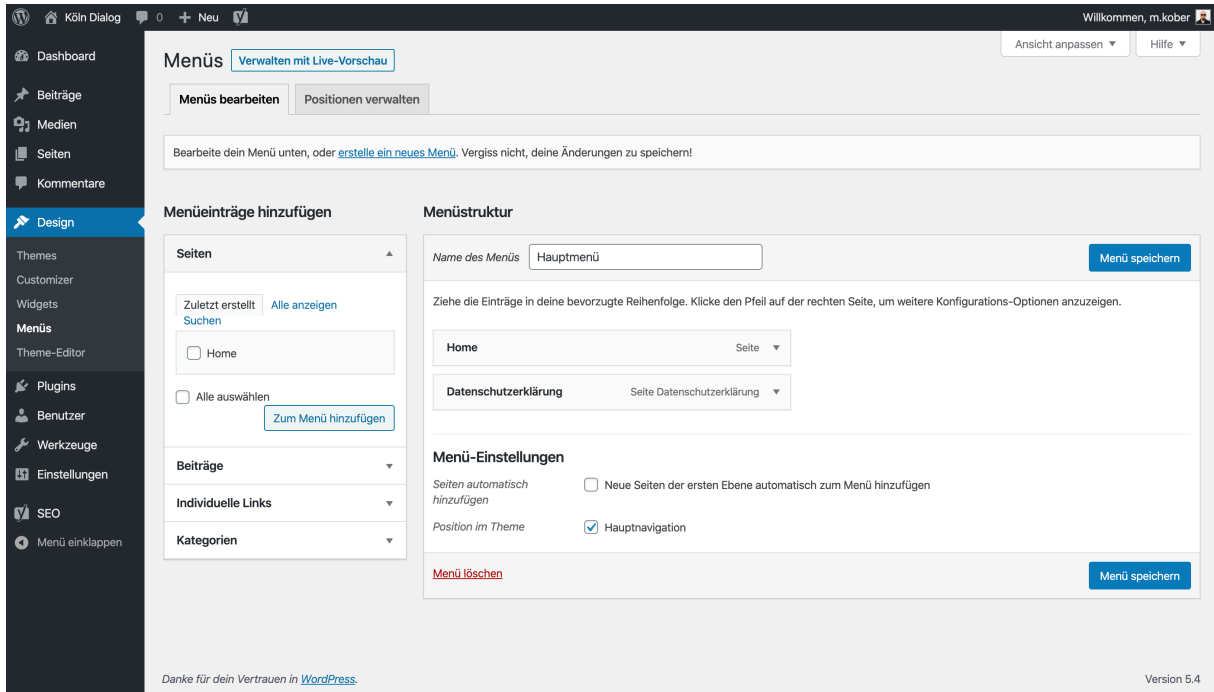 Köln Dialog 0 + Neu Willkommen, m.kober
Dashboard
Beiträge
Medien
Seiten
Kommentare
Design
Themes
Customizer
Widgets
Menüs
Theme-Editor
Plugins
Benutzer
Werkzeuge
Einstellungen
SEO
Menü einklappen
Ansicht anpassen ▼ Hilfe ▼
Menüs Verwalten mit Live-Vorschau
Menüs bearbeiten Positionen verwalten
Bearbeite dein Menü unten, oder erstelle ein neues Menü. Vergiss nicht, deine Änderungen zu speichern!
Menüeinträge hinzufügen
Seiten
Zuletzt erstellt Alle anzeigen
Suchen
Home
Alle auswählen
Zum Menü hinzufügen
Beiträge
Individuelle Links
Kategorien
Menüstruktur
Name des Menüs Hauptmenü Menü speichern
Ziehe die Einträge in deine bevorzugte Reihenfolge. Klicke den Pfeil auf der rechten Seite, um weitere Konfigurations-Optionen anzuzeigen.
Home Seite
Datenschutzerklärung Seite Datenschutzerklärung
Menü-Einstellungen
Seiten automatisch
hinzufügen
Neue Seiten der ersten Ebene automatisch zum Menü hinzufügen
Position im Theme Hauptnavigation
Menü löschen Menü speichern
Danke für dein Vertrauen in WordPress. Version 5.4